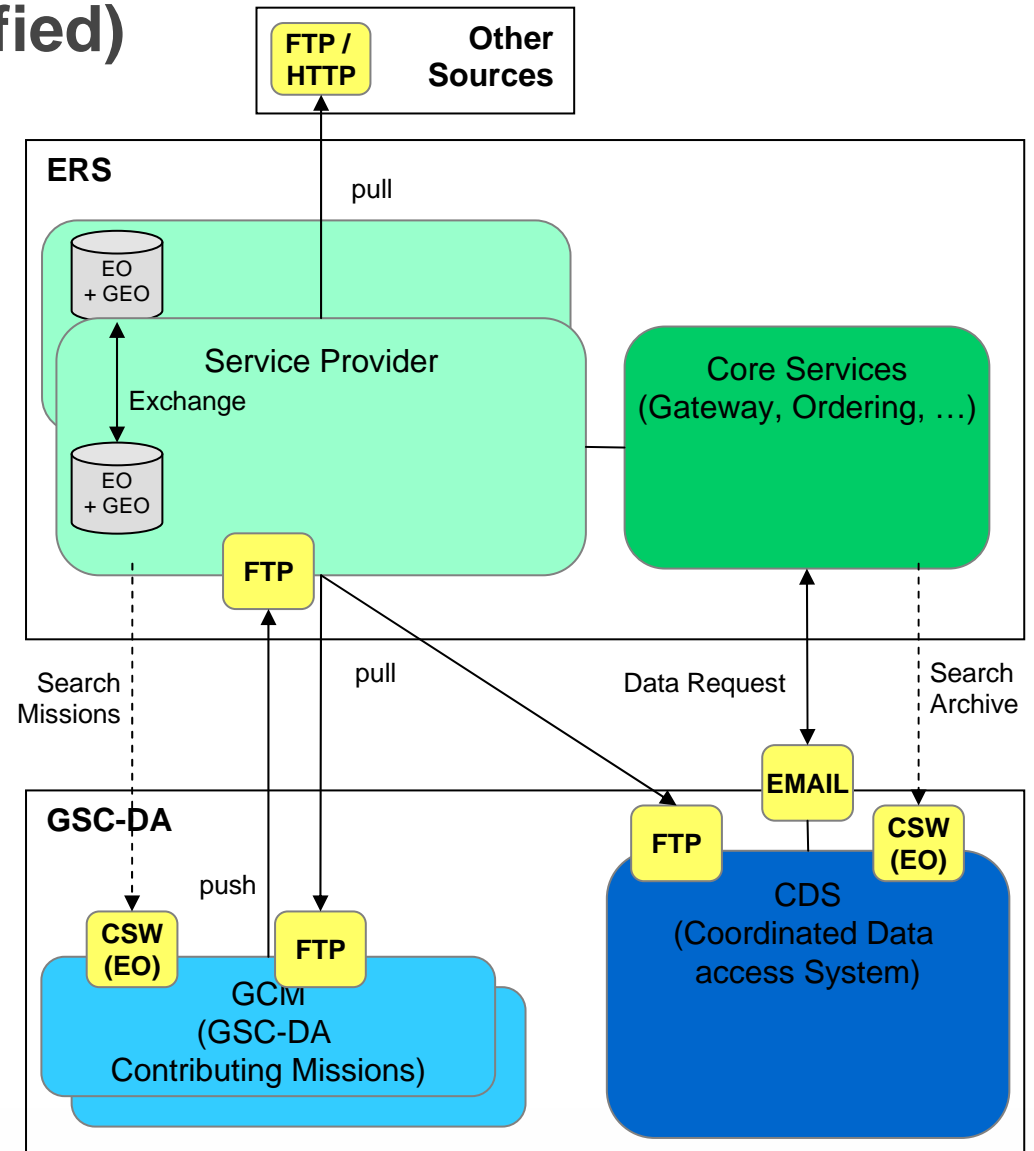 fied)
FTP /
HTTP
Other
Sources
ERS
pull
EO
+ GEO
Service Provider
Exchange
EO
+ GEO
Core Services
(Gateway, Ordering, …)
FTP
Search
Missions
pull
Data Request
Search
Archive
EMAIL
GSC-DA
FTP
CSW
(EO)
push
CSW
(EO)
FTP
CDS
(Coordinated Data
access System)
GCM
(GSC-DA
Contributing Missions)